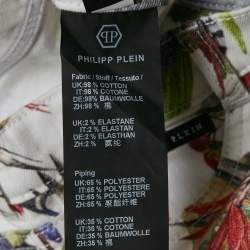 PHILIPP PLEIN
Fabric / Stoff / Tessuto /
UK:98 % COTTON
IT:98 % COTONE
DE:98% BAUMWOLLE
ZH:98 % 棉
UK:2 % ELASTANE
IT:2 % ELASTAN
DE:2 % ELASTHAN
ZH:2 % 氨纶
Piping
UK:65 % POLYESTER
IT:65 % POLIESTERE
DE:65 % POLYESTER
ZH:65 % 聚酯纤维
UK:35 % COTTON
IT:35 % COTONE
DE:35 % BAUMWOLLE
ZH:35 % 棉
PLEIN